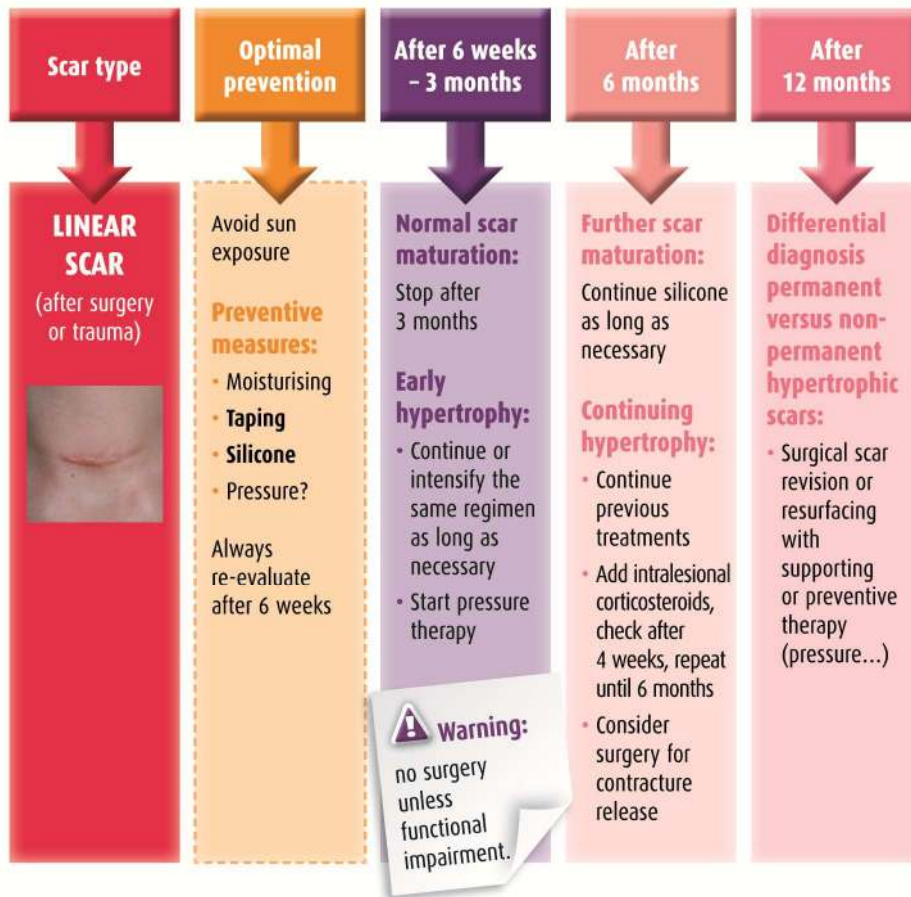 Scar type
Optimal
prevention
After 6 weeks
– 3 months
After
6 months
After
12 months
LINEAR
SCAR
(after surgery
or trauma)
Avoid sun
exposure
Preventive
measures:
• Moisturising
• Taping
• Silicone
• Pressure?
Always
re-evaluate
after 6 weeks
Normal scar
maturation:
Stop after
3 months
Early
hypertrophy:
• Continue or
intensify the
same regimen
as long as
necessary
• Start pressure
therapy
Warning:
no surgery
unless
functional
impairment.
Further scar
maturation:
Continue silicone
as long as
necessary
Continuing
hypertrophy:
• Continue
previous
treatments
• Add intralesional
corticosteroids,
check after
4 weeks, repeat
until 6 months
• Consider
surgery for
contracture
release
Differential
diagnosis
permanent
versus non-
permanent
hypertrophic
scars:
• Surgical scar
revision or
resurfacing
with
supporting
or preventive
therapy
(pressure...)